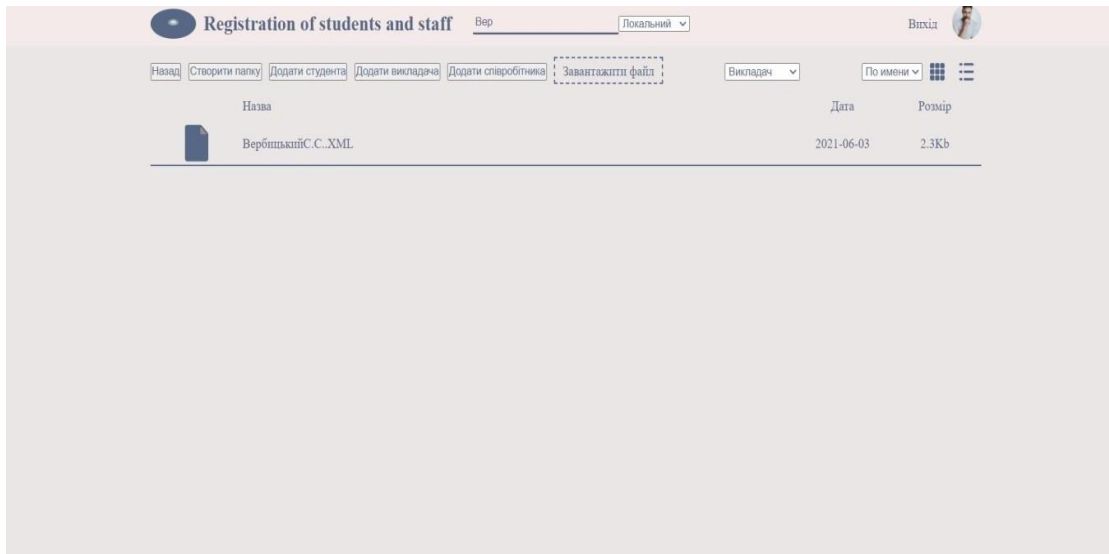 Registration of students and staff Вер Локальний Вихід
Назад Створити папку Додати студента Додати викладача Додати співробітника Завантажити файл Викладач По имени
Назва Дата Розмір
ВербицькийС.С..XML 2021-06-03 2.3Kb